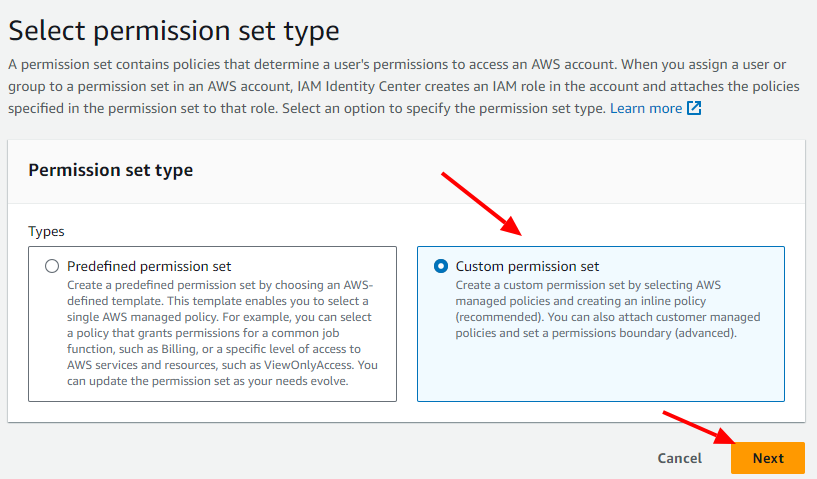 Select permission set type
A permission set contains policies that determine a user's permissions to access an AWS account. When you assign a user or
group to a permission set in an AWS account, IAM Identity Center creates an IAM role in the account and attaches the policies
specified in the permission set to that role. Select an option to specify the permission set type. Learn more
Permission set type
Types
Predefined permission set
Create a predefined permission set by choosing an AWS-
defined template. This template enables you to select a
single AWS managed policy. For example, you can select
a policy that grants permissions for a common job
function, such as Billing, or a specific level of access to
AWS services and resources, such as ViewOnlyAccess. You
can update the permission set as your needs evolve.
Custom permission set
Create a custom permission set by selecting AWS
managed policies and creating an inline policy
(recommended). You can also attach customer managed
policies and set a permissions boundary (advanced).
Cancel
Next